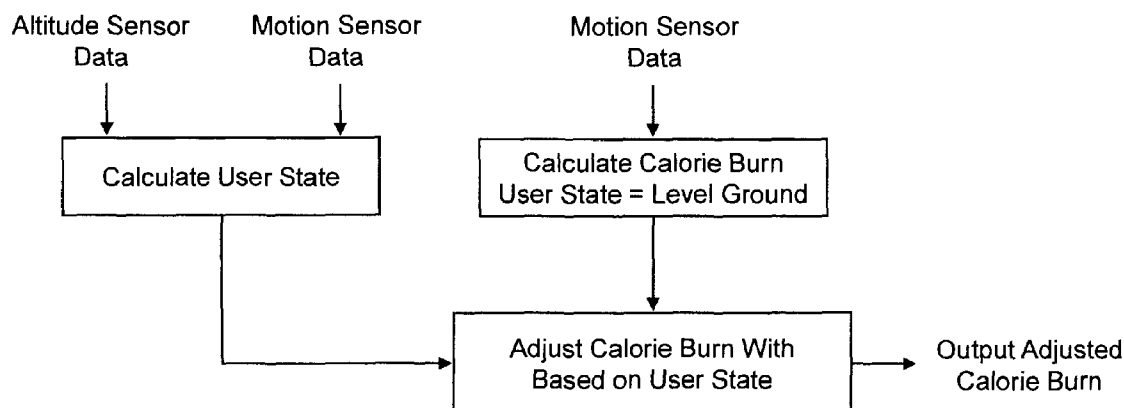 Altitude Sensor
Data
Motion Sensor
Data
Motion Sensor
Data
Calculate User State
Calculate Calorie Burn
User State = Level Ground
Adjust Calorie Burn With
Based on User State
Output Adjusted
Calorie Burn